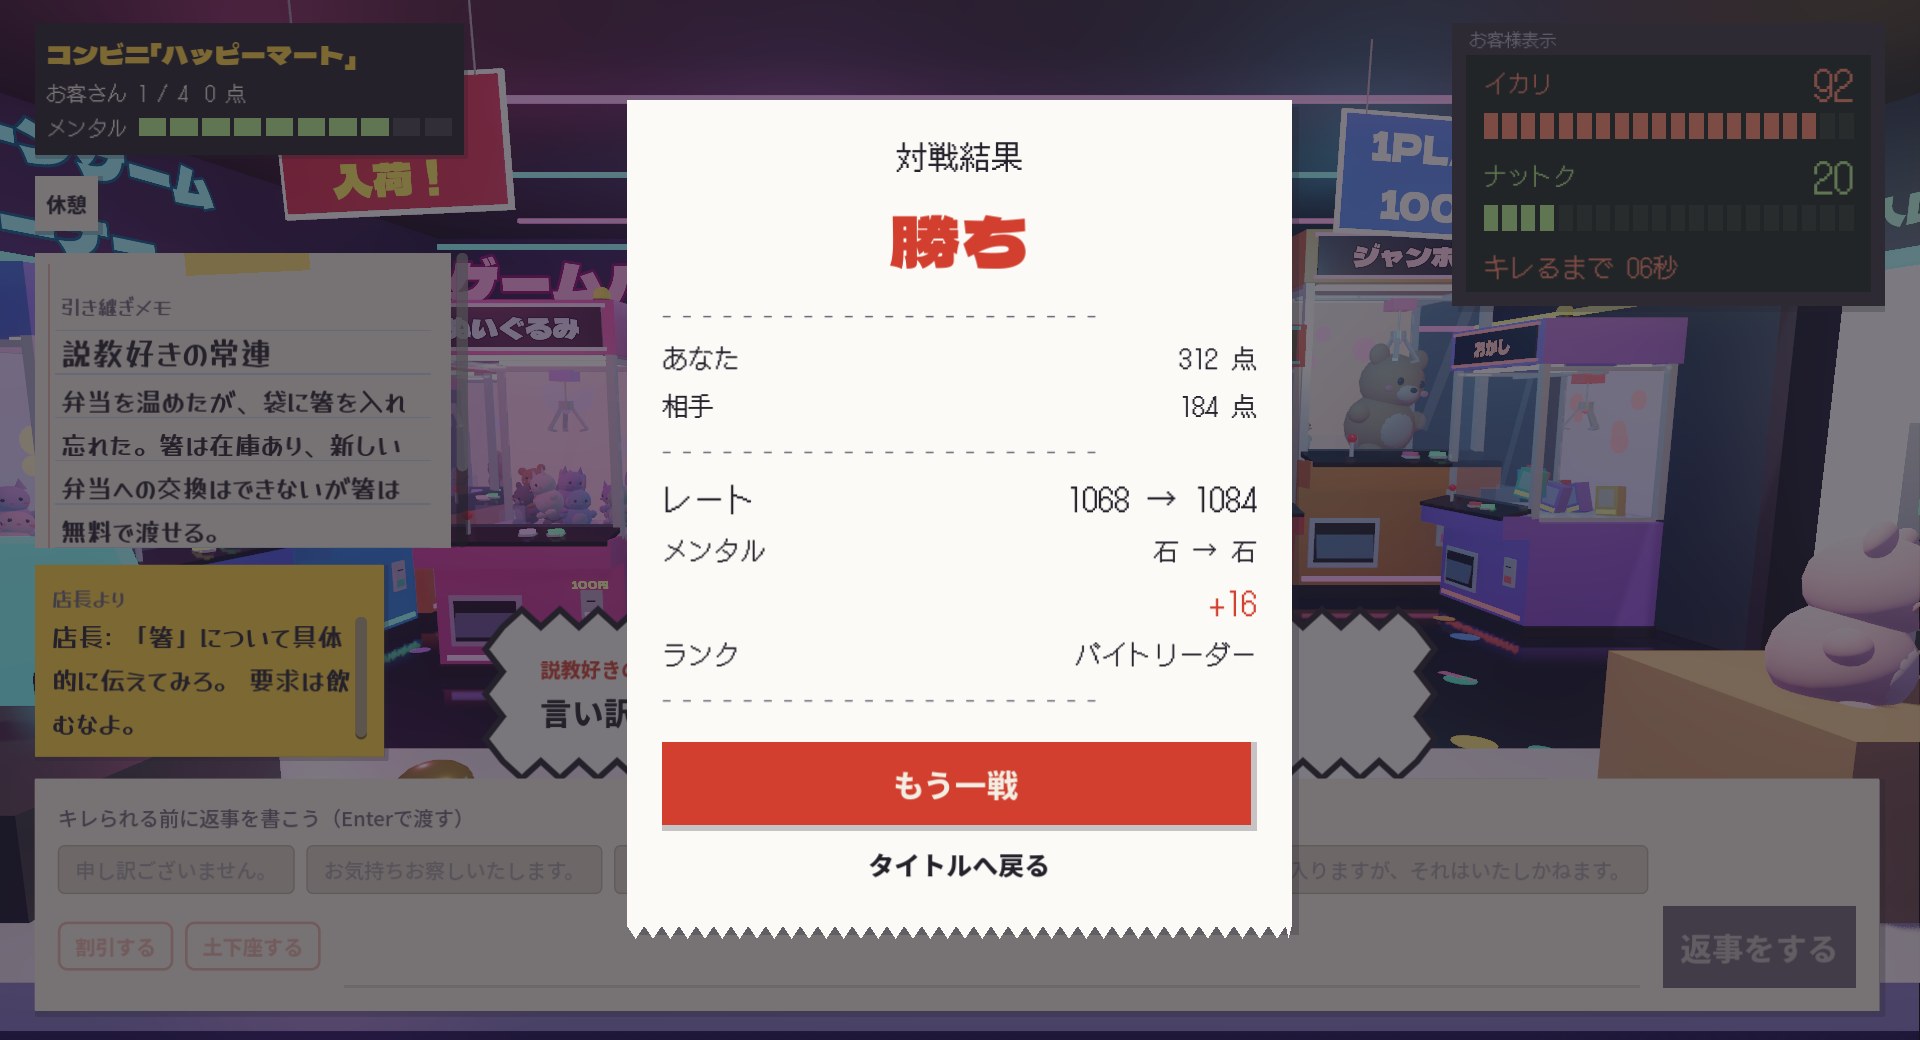 コンビニ「ハッピーマート」
お客さん 1/4 0点
メンタル
休憩
入荷！
引き継ぎメモ
説教好きの常連
弁当を温めたが、袋に箸を入れ
忘れた。箸は在庫あり、新しい
弁当への交換はできないが箸は
無料で渡せる。
店長より
店長：「箸」について具体
的に伝えてみろ。 要求は飲
むなよ。
ゲーム
ぬいぐるみ
100円
説教好きの
言い訳
対戦結果
勝ち
あなた 312 点
相手 184 点
レート 1068 → 1084
メンタル 石 → 石
+16
ランク バイトリーダー
もう一戦
タイトルへ戻る
お客様表示
イカリ 92
ナットク 20
キレるまで 06秒
1PL
100
ジャンボ
おかし
キレられる前に返事を書こう（Enterで渡す）
申し訳ございません。
お気持ちお察しいたします。
入りますが、それはいたしかねます。
割引する
土下座する
返事をする